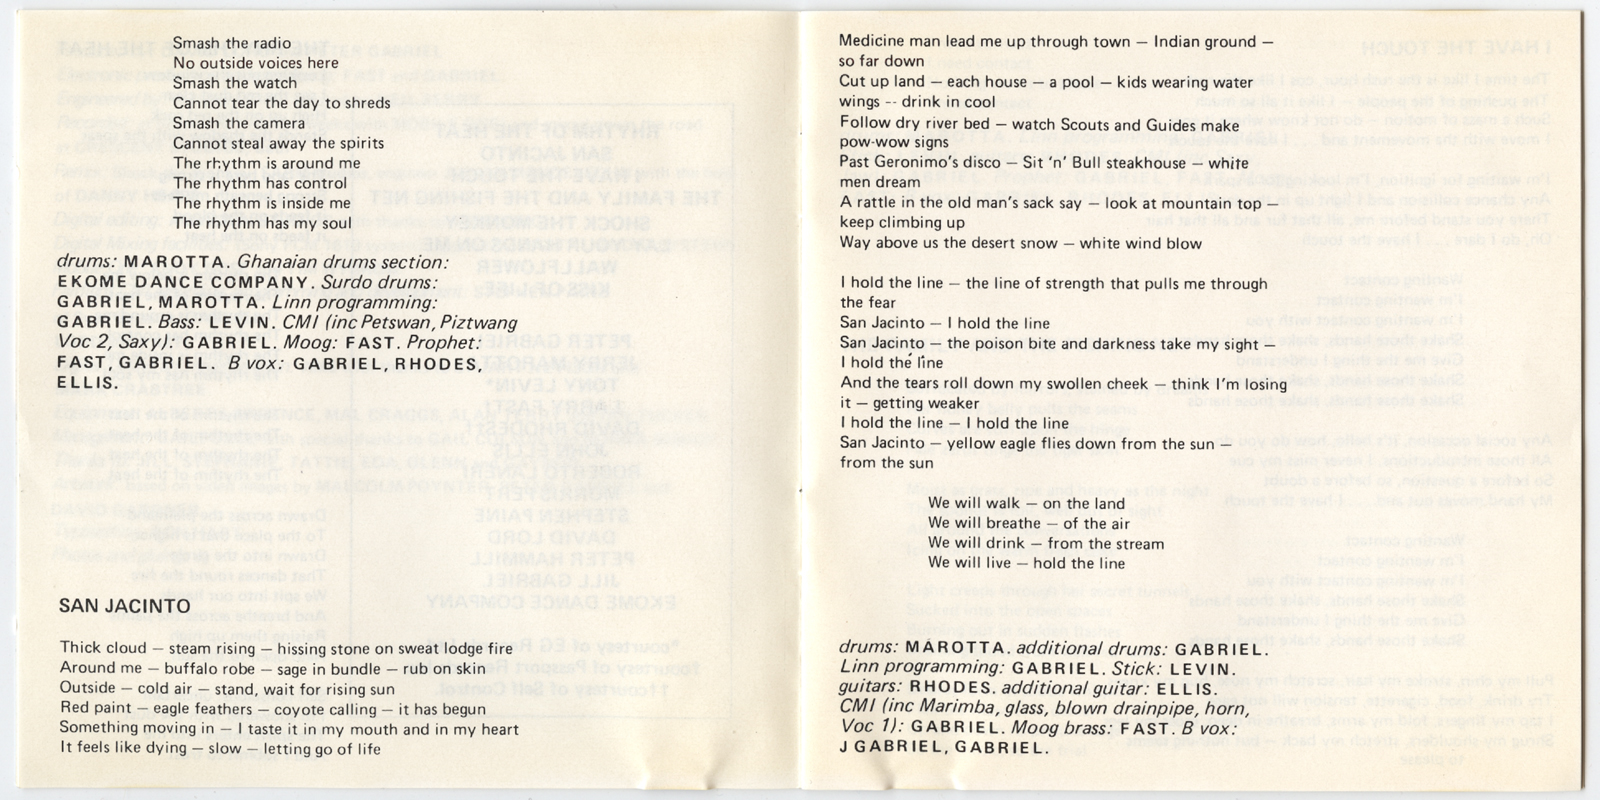 Smash the radio
No outside voices here
Smash the watch
Cannot tear the day to shreds
Smash the camera
Cannot steal away the spirits
The rhythm is around me
The rhythm has control
The rhythm is inside me
The rhythm has my soul
drums: MAROTTA. Ghanaian drums section:
EKOME DANCE COMPANY. Surdo drums:
GABRIEL, MAROTTA. Linn programming:
GABRIEL. Bass: LEVIN. CMI (inc Petswan, Piztwang
Voc 2, Saxy): GABRIEL. Moog: FAST. Prophet:
FAST, GABRIEL. B vox: GABRIEL, RHODES,
ELLIS.
SAN JACINTO
Thick cloud — steam rising — hissing stone on sweat lodge fire
Around me — buffalo robe — sage in bundle — rub on skin
Outside — cold air — stand, wait for rising sun
Red paint — eagle feathers — coyote calling — it has begun
Something moving in — I taste it in my mouth and in my heart
It feels like dying — slow — letting go of life
Medicine man lead me up through town — Indian ground —
so far down
Cut up land — each house — a pool — kids wearing water
wings -- drink in cool
Follow dry river bed — watch Scouts and Guides make
pow-wow signs
Past Geronimo's disco — Sit 'n' Bull steakhouse — white
men dream
A rattle in the old man's sack say — look at mountain top —
keep climbing up
Way above us the desert snow — white wind blow
I hold the line — the line of strength that pulls me through
the fear
San Jacinto — I hold the line
San Jacinto — the poison bite and darkness take my sight —
I hold the line
And the tears roll down my swollen cheek — think I'm losing
it — getting weaker
I hold the line — I hold the line
San Jacinto — yellow eagle flies down from the sun —
from the sun
We will walk — on the land
We will breathe — of the air
We will drink — from the stream
We will live — hold the line
drums: MAROTTA. additional drums: GABRIEL.
Linn programming: GABRIEL. Stick: LEVIN.
guitars: RHODES. additional guitar: ELLIS.
CMI (inc Marimba, glass, blown drainpipe, horn,
Voc 1): GABRIEL. Moog brass: FAST. B vox:
J GABRIEL, GABRIEL.